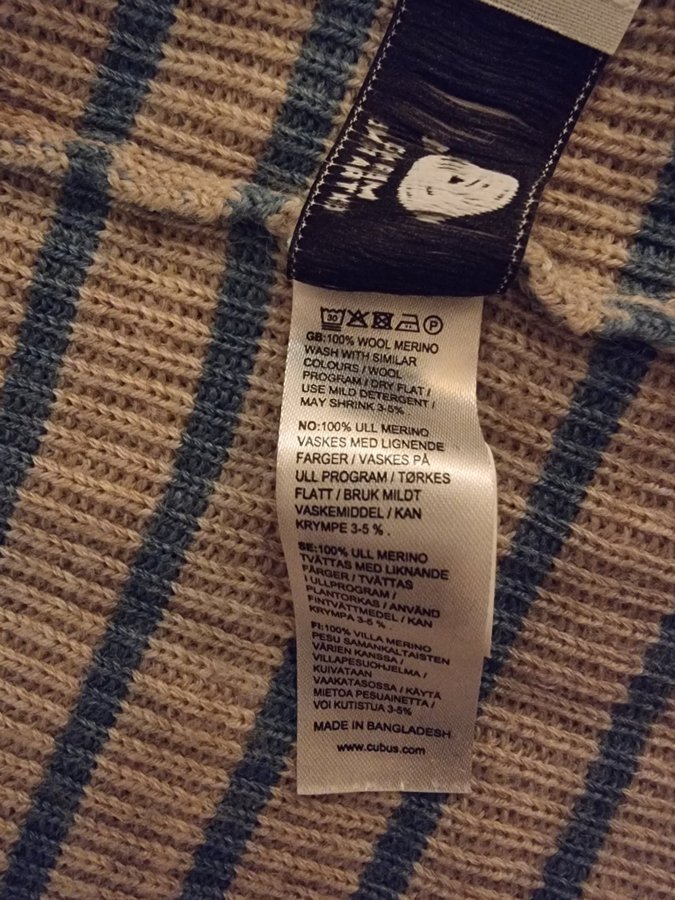 30
P
GB:100% WOOL MERINO
WASH WITH SIMILAR
COLOURS / WOOL
PROGRAM / DRY FLAT /
USE MILD DETERGENT /
MAY SHRINK 3-5%
NO:100% ULL MERINO
VASKES MED LIGNENDE
FARGER / VASKES PÅ
ULL PROGRAM / TØRKES
FLATT / BRUK MILDT
VASKEMIDDEL / KAN
KRYMPE 3-5 % .
SE:100% ULL MERINO
TVÄTTAS MED LIKNANDE
FÄRGER / TVÄTTAS
I ULLPROGRAM /
PLANTORKAS / ANVÄND
FINTVÄTTMEDEL / KAN
KRYMPA 3-5 %
FI:100% VILLA MERINO
PESU SAMANKALTAISTEN
VÄRIEN KANSSA /
VILLAPESUOHJELMA /
KUIVATAAN
VAAKATASOSSA / KÄYTÄ
MIETOA PESUAINETTA /
VOI KUTISTUA 3-5%
MADE IN BANGLADESH
www.cubus.com